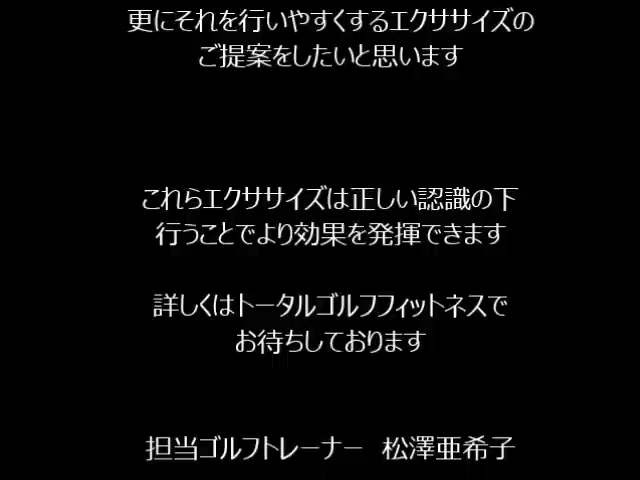 更にそれを行いやすくするエクササイズの
ご提案をしたいと思います
これらエクササイズは正しい認識の下
行うことでより効果を発揮できます
詳しくはトータルゴルフフィットネスで
お待ちしております
担当ゴルフトレーナー　松澤亜希子